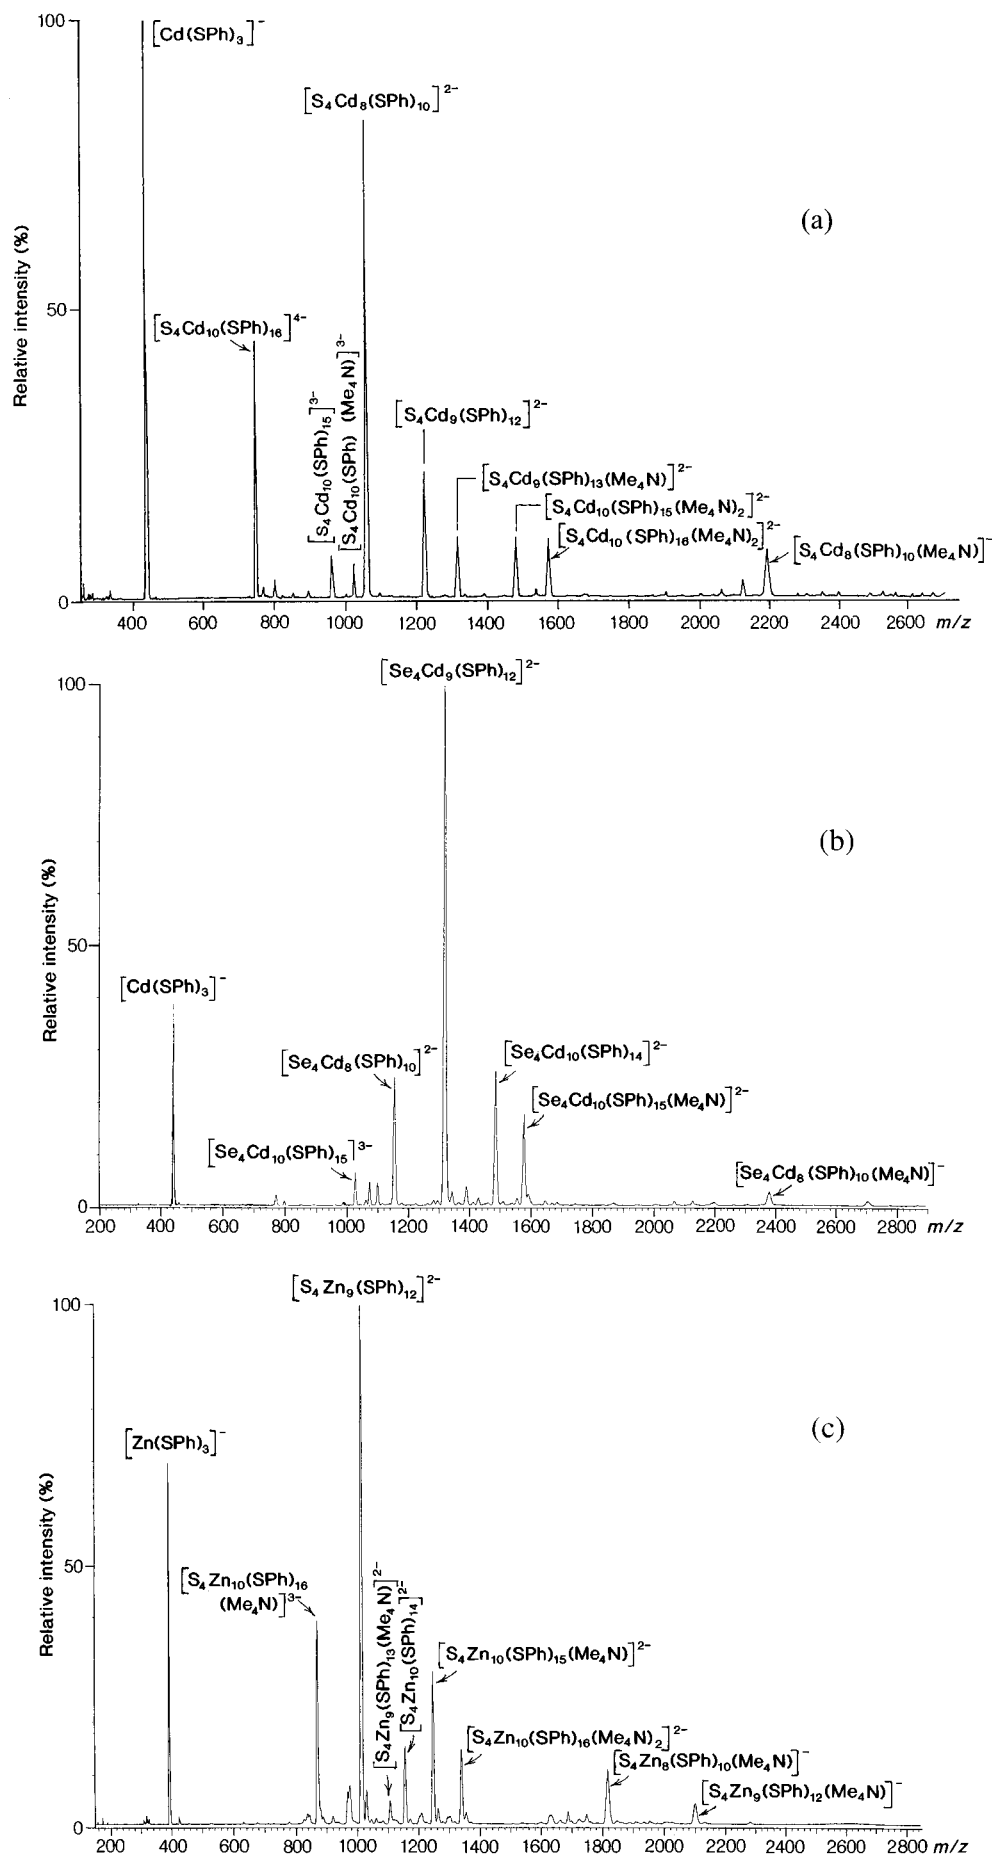 100
[Cd(SPh)₃]⁻
[S₄Cd₈(SPh)₁₀]²⁻
(a)
Relative intensity (%)
50
[S₄Cd₁₀(SPh)₁₆]⁴⁻
[S₄Cd₁₀(SPh)₁₅]³⁻
[S₄Cd₁₀(SPh) (Me₄N)]³⁻
[S₄Cd₉(SPh)₁₂]²⁻
[S₄Cd₉(SPh)₁₃(Me₄N)]²⁻
[S₄Cd₁₀(SPh)₁₅(Me₄N)₂]²⁻
[S₄Cd₁₀(SPh)₁₆(Me₄N)₂]²⁻
[S₄Cd₈(SPh)₁₀(Me₄N)]⁻
0
400 600 800 1000 1200 1400 1600 1800 2000 2200 2400 2600 m/z
[Se₄Cd₉(SPh)₁₂]²⁻
100
(b)
Relative intensity (%)
50
[Cd(SPh)₃]⁻
[Se₄Cd₈(SPh)₁₀]²⁻
[Se₄Cd₁₀(SPh)₁₄]²⁻
[Se₄Cd₁₀(SPh)₁₅(Me₄N)]²⁻
[Se₄Cd₁₀(SPh)₁₅]³⁻
[Se₄Cd₈(SPh)₁₀(Me₄N)]⁻
0
200 400 600 800 1000 1200 1400 1600 1800 2000 2200 2400 2600 2800 m/z
[S₄Zn₉(SPh)₁₂]²⁻
100
(c)
[Zn(SPh)₃]⁻
Relative intensity (%)
50
[S₄Zn₁₀(SPh)₁₆
(Me₄N)]³⁻
[S₄Zn₉(SPh)₁₃(Me₄N)]²⁻
[S₄Zn₁₀(SPh)₁₄]²⁻
[S₄Zn₁₀(SPh)₁₅(Me₄N)]²⁻
[S₄Zn₁₀(SPh)₁₆(Me₄N)₂]²⁻
[S₄Zn₈(SPh)₁₀(Me₄N)]⁻
[S₄Zn₉(SPh)₁₂(Me₄N)]⁻
0
200 400 600 800 1000 1200 1400 1600 1800 2000 2200 2400 2600 2800 m/z